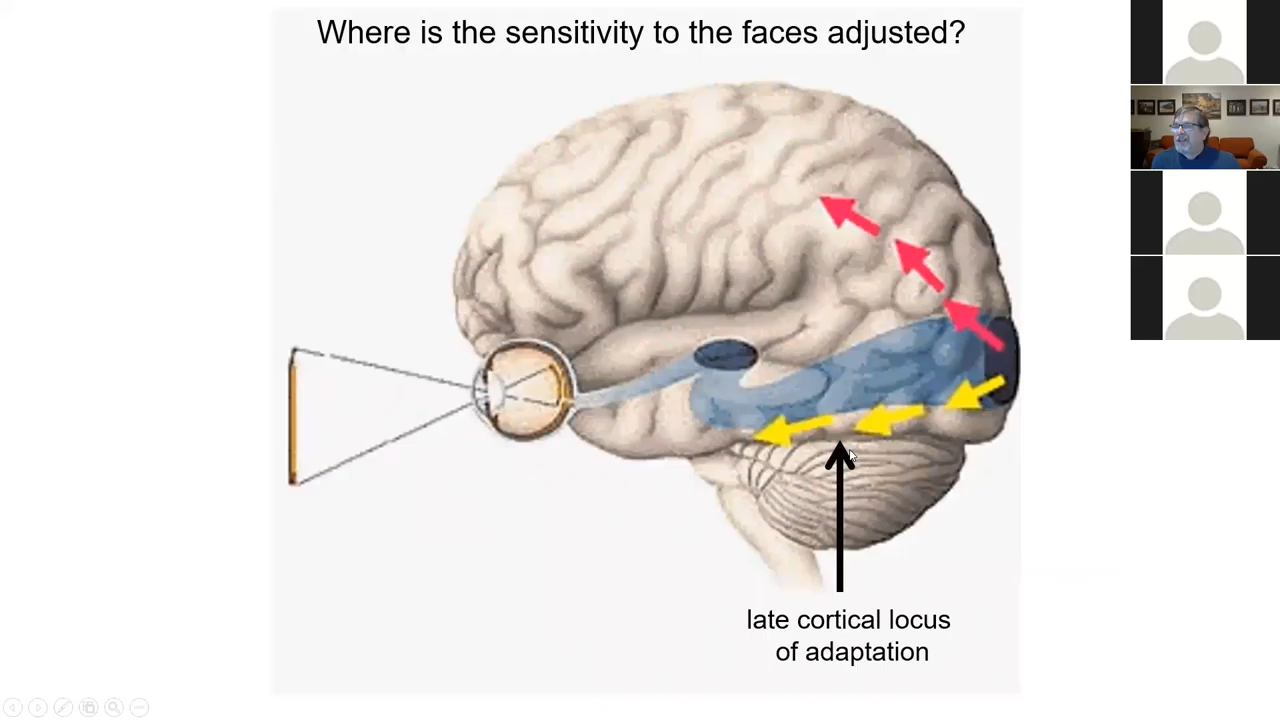 Where is the sensitivity to the faces adjusted?
late cortical locus
of adaptation